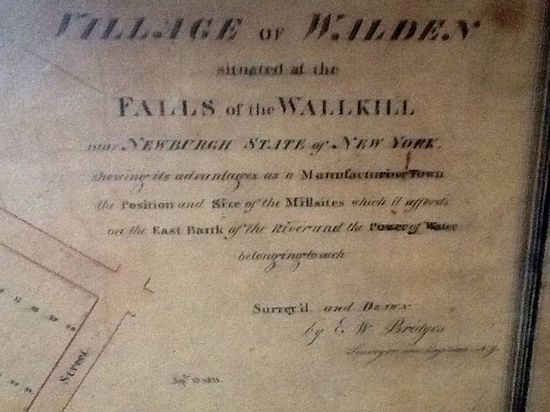 VILLAGE OF WALDEN
situated at the
FALLS of the WALLKILL
near NEWBURGH STATE of NEW YORK,
shewing its advantages as a Manufacturing Town
the Position and Size of the Millsites which it affords
on the East Bank of the River and the Power of Water
belonging to each
Survey'd and Drawn
by E. W. Bridges
Street